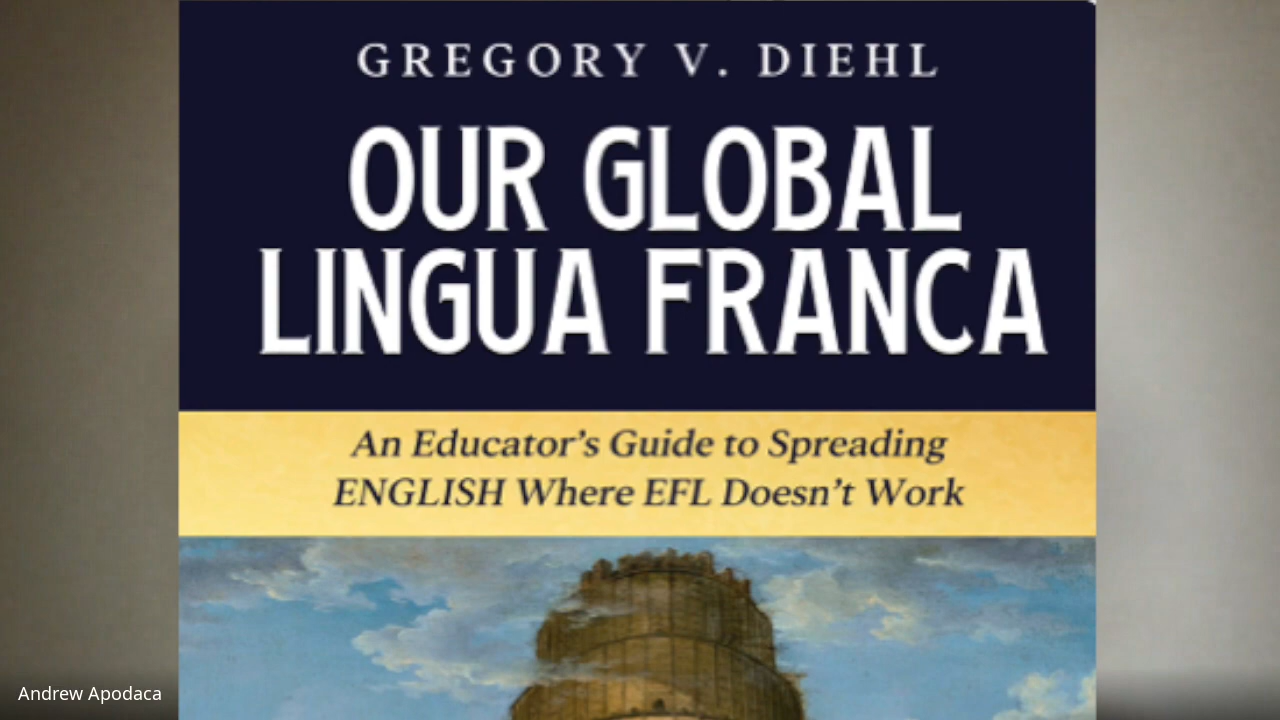 GREGORY V. DIEHL
OUR GLOBAL
LINGUA FRANCA
An Educator's Guide to Spreading
ENGLISH Where EFL Doesn't Work
Andrew Apodaca